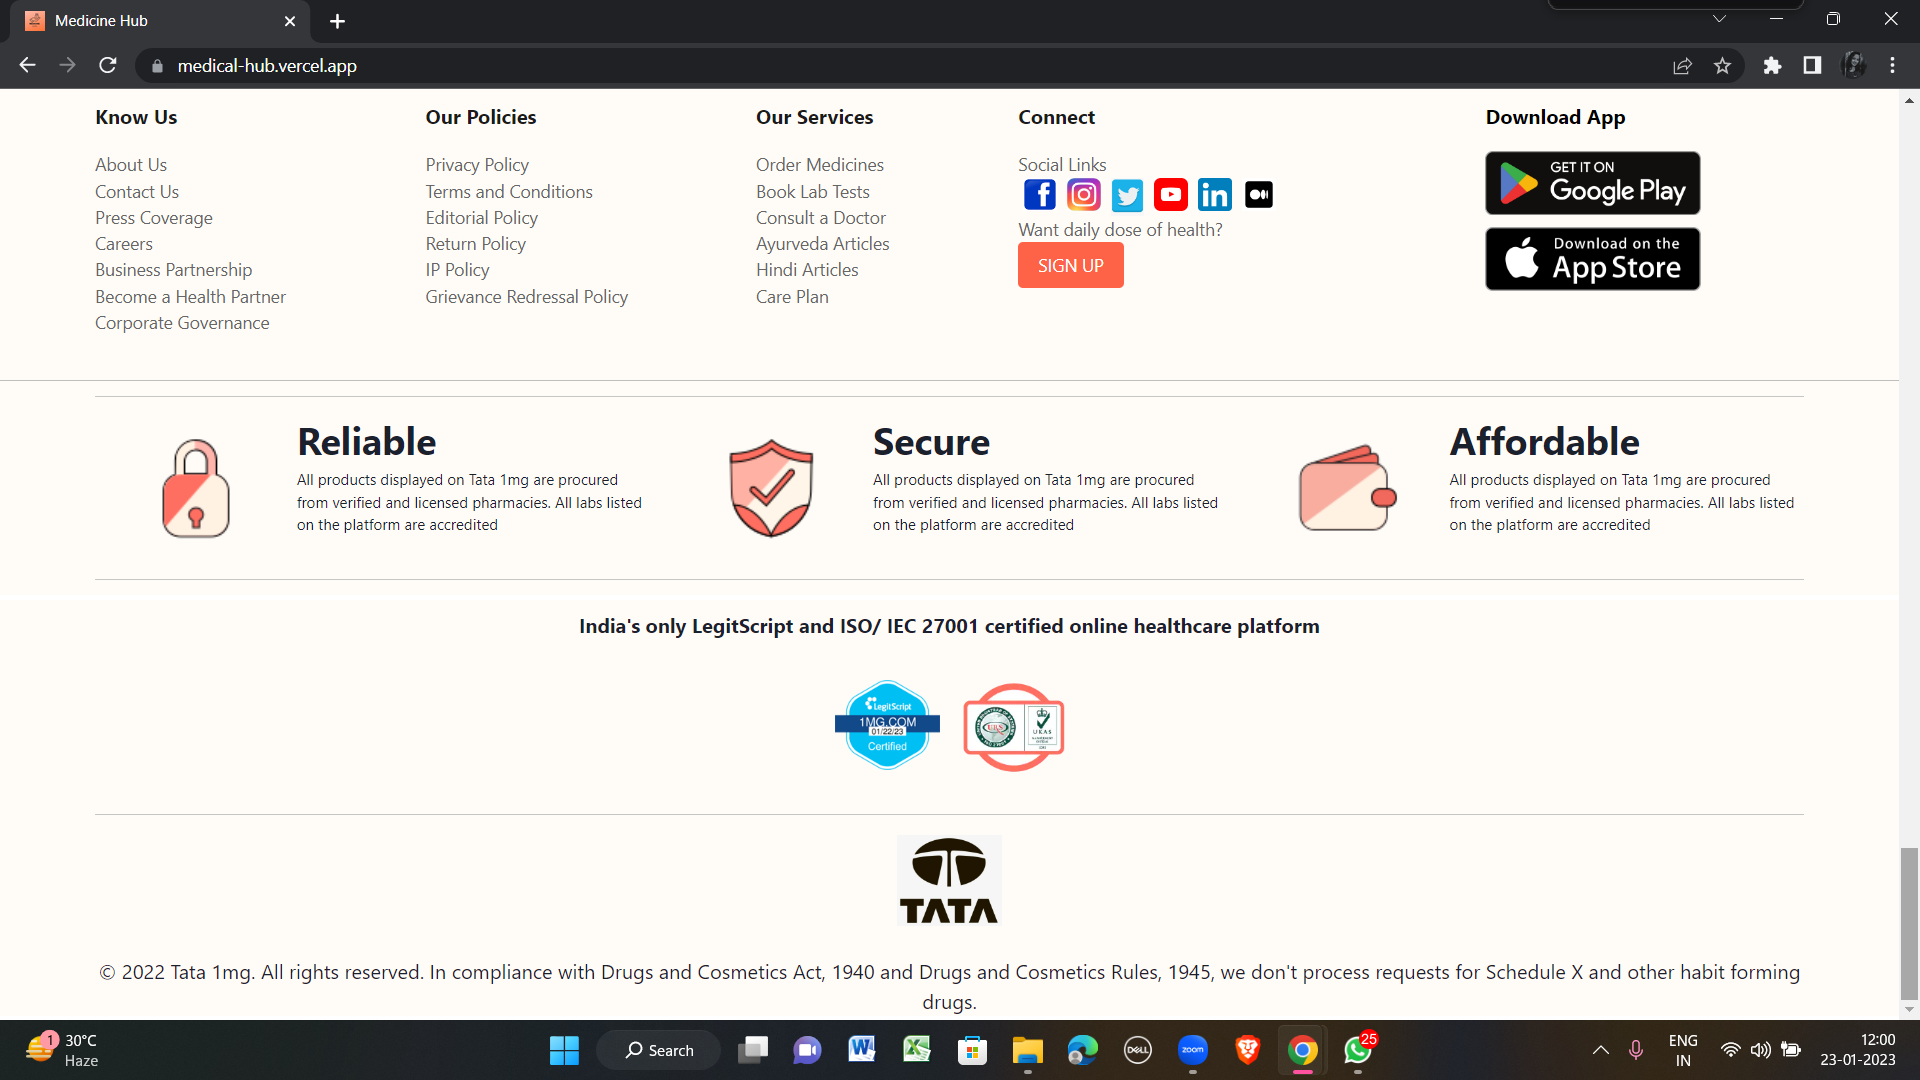 Medicine Hub
medical-hub.vercel.app
Know Us
About Us
Contact Us
Press Coverage
Careers
Business Partnership
Become a Health Partner
Corporate Governance
Our Policies
Privacy Policy
Terms and Conditions
Editorial Policy
Return Policy
IP Policy
Grievance Redressal Policy
Our Services
Order Medicines
Book Lab Tests
Consult a Doctor
Ayurveda Articles
Hindi Articles
Care Plan
Connect
Social Links
Want daily dose of health?
SIGN UP
Download App
GET IT ON
Google Play
Download on the
App Store
Reliable
All products displayed on Tata 1mg are procured
from verified and licensed pharmacies. All labs listed
on the platform are accredited
Secure
All products displayed on Tata 1mg are procured
from verified and licensed pharmacies. All labs listed
on the platform are accredited
Affordable
All products displayed on Tata 1mg are procured
from verified and licensed pharmacies. All labs listed
on the platform are accredited
India's only LegitScript and ISO/ IEC 27001 certified online healthcare platform
LegitScript
1MG.COM
01/22/23
Certified
URS
UKAS
TATA
© 2022 Tata 1mg. All rights reserved. In compliance with Drugs and Cosmetics Act, 1940 and Drugs and Cosmetics Rules, 1945, we don't process requests for Schedule X and other habit forming
drugs.
1
30°C
Haze
Search
DELL
zoom
25
ENG
IN
12:00
23-01-2023